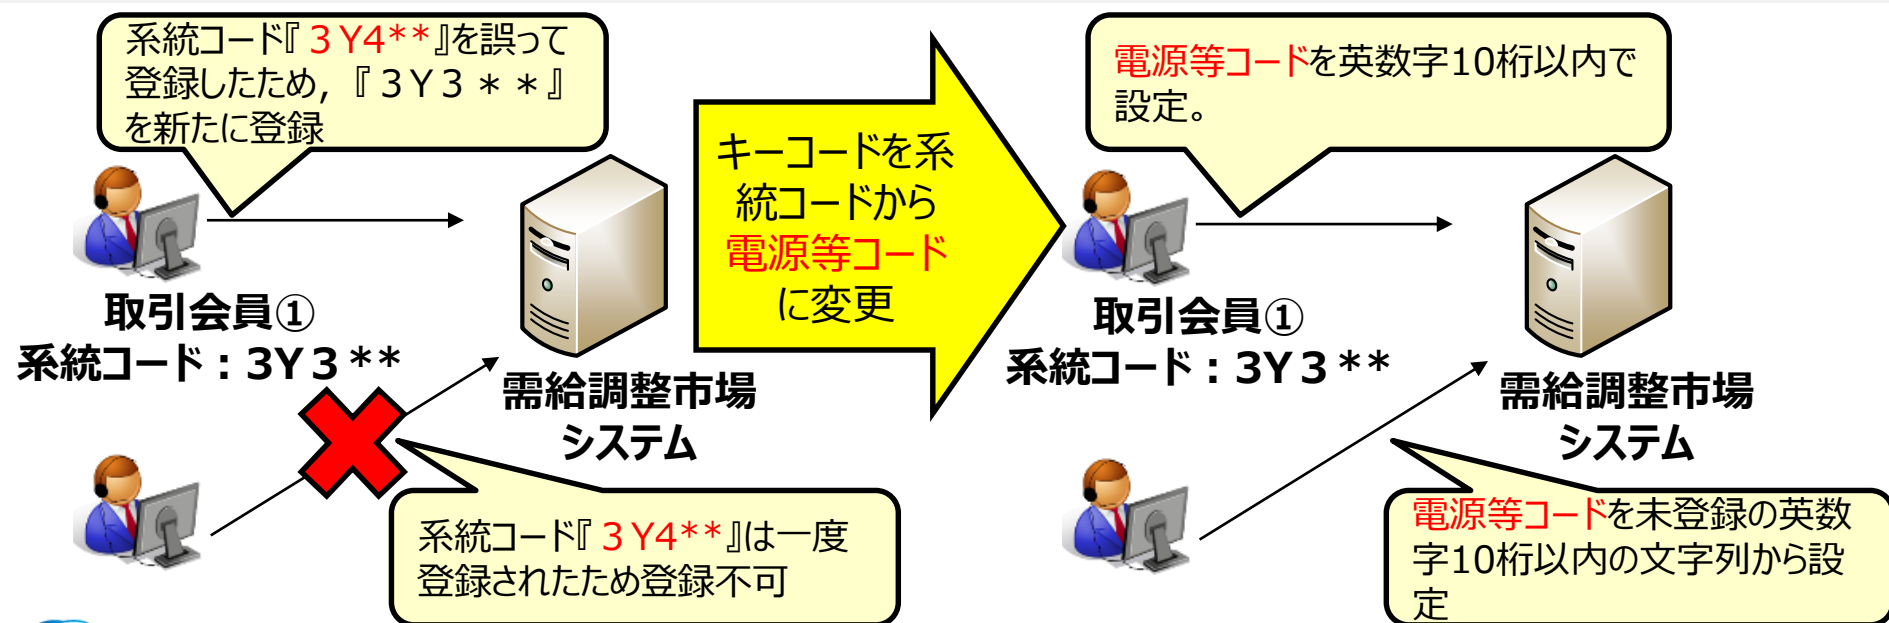 系統コード『３Y4**』を誤って
登録したため，『３Y３＊＊』
を新たに登録
取引会員①
系統コード：3Y３**
需給調整市場
システム
系統コード『３Y4**』は一度
登録されたため登録不可
キーコードを系
統コードから
電源等コード
に変更
電源等コードを英数字10桁以内で
設定。
取引会員①
系統コード：3Y３**
需給調整市場
システム
電源等コードを未登録の英数
字10桁以内の文字列から設
定